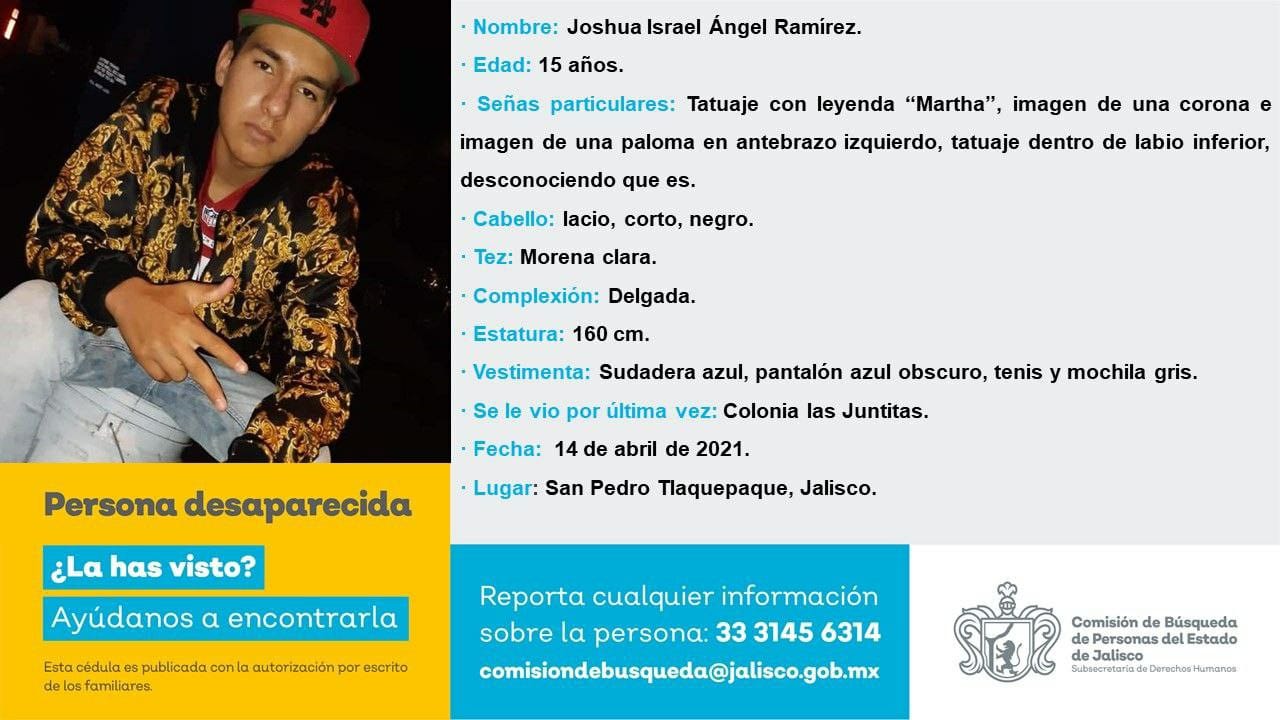 · Nombre: Joshua Israel Ángel Ramírez.
· Edad: 15 años.
· Señas particulares: Tatuaje con leyenda “Martha”, imagen de una corona e
imagen de una paloma en antebrazo izquierdo, tatuaje dentro de labio inferior,
desconociendo que es.
· Cabello: lacio, corto, negro.
· Tez: Morena clara.
· Complexión: Delgada.
· Estatura: 160 cm.
· Vestimenta: Sudadera azul, pantalón azul obscuro, tenis y mochila gris.
· Se le vio por última vez: Colonia las Juntitas.
· Fecha: 14 de abril de 2021.
· Lugar: San Pedro Tlaquepaque, Jalisco.
Persona desaparecida
¿La has visto?
Ayúdanos a encontrarla
Esta cédula es publicada con la autorización por escrito
de los familiares.
Reporta cualquier información
sobre la persona: 33 3145 6314
comisiondebusqueda@jalisco.gob.mx
Comisión de Búsqueda
de Personas del Estado
de Jalisco
Subsecretaría de Derechos Humanos
NFL